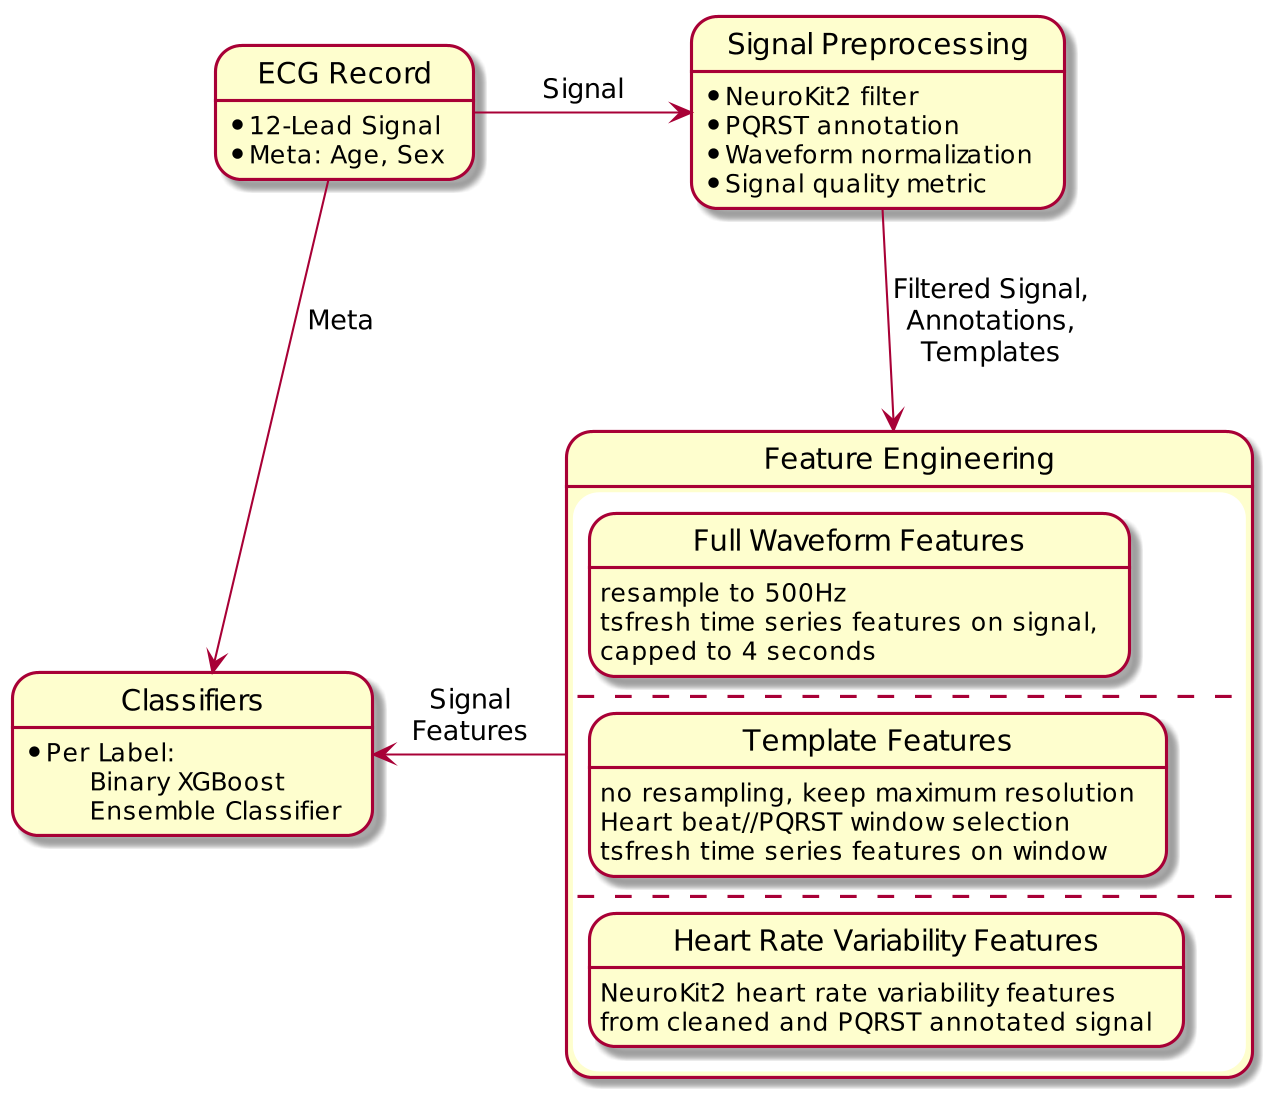 ECG Record
•12-Lead Signal
•Meta: Age, Sex
Signal
Signal Preprocessing
•NeuroKit2 filter
•PQRST annotation
•Waveform normalization
•Signal quality metric
Meta
Filtered Signal,
Annotations,
Templates
Feature Engineering
Full Waveform Features
resample to 500Hz
tsfresh time series features on signal,
capped to 4 seconds
Template Features
no resampling, keep maximum resolution
Heart beat//PQRST window selection
tsfresh time series features on window
Heart Rate Variability Features
NeuroKit2 heart rate variability features
from cleaned and PQRST annotated signal
Signal
Features
Classifiers
•Per Label:
Binary XGBoost
Ensemble Classifier